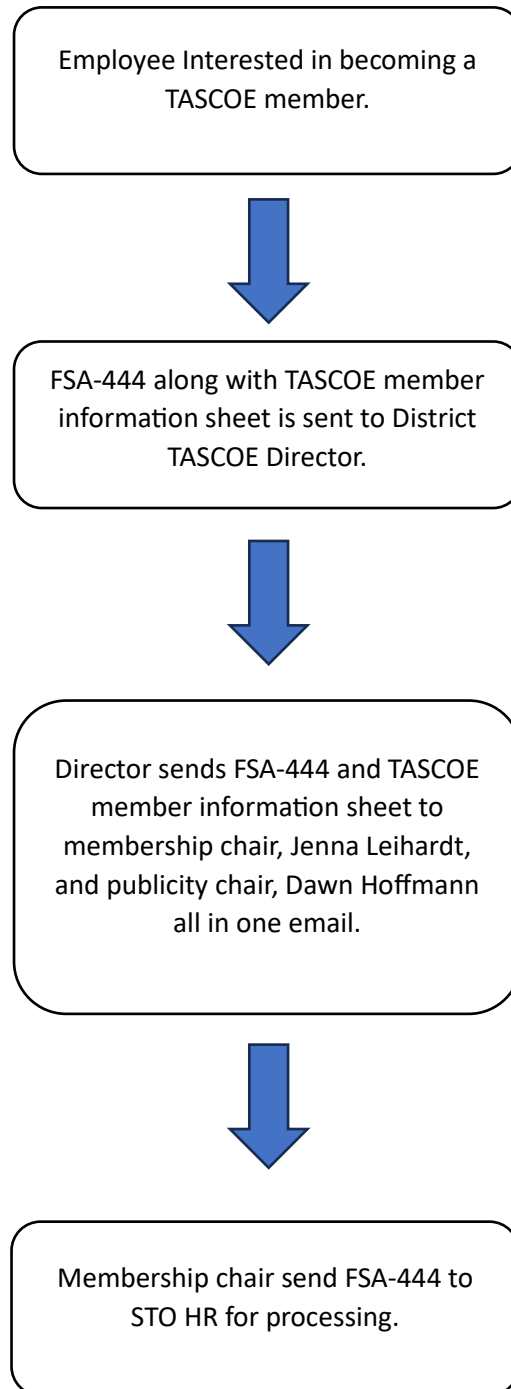 Employee Interested in becoming a
TASCOE member.
FSA-444 along with TASCOE member
information sheet is sent to District
TASCOE Director.
Director sends FSA-444 and TASCOE
member information sheet to
membership chair, Jenna Leihardt,
and publicity chair, Dawn Hoffmann
all in one email.
Membership chair send FSA-444 to
STO HR for processing.